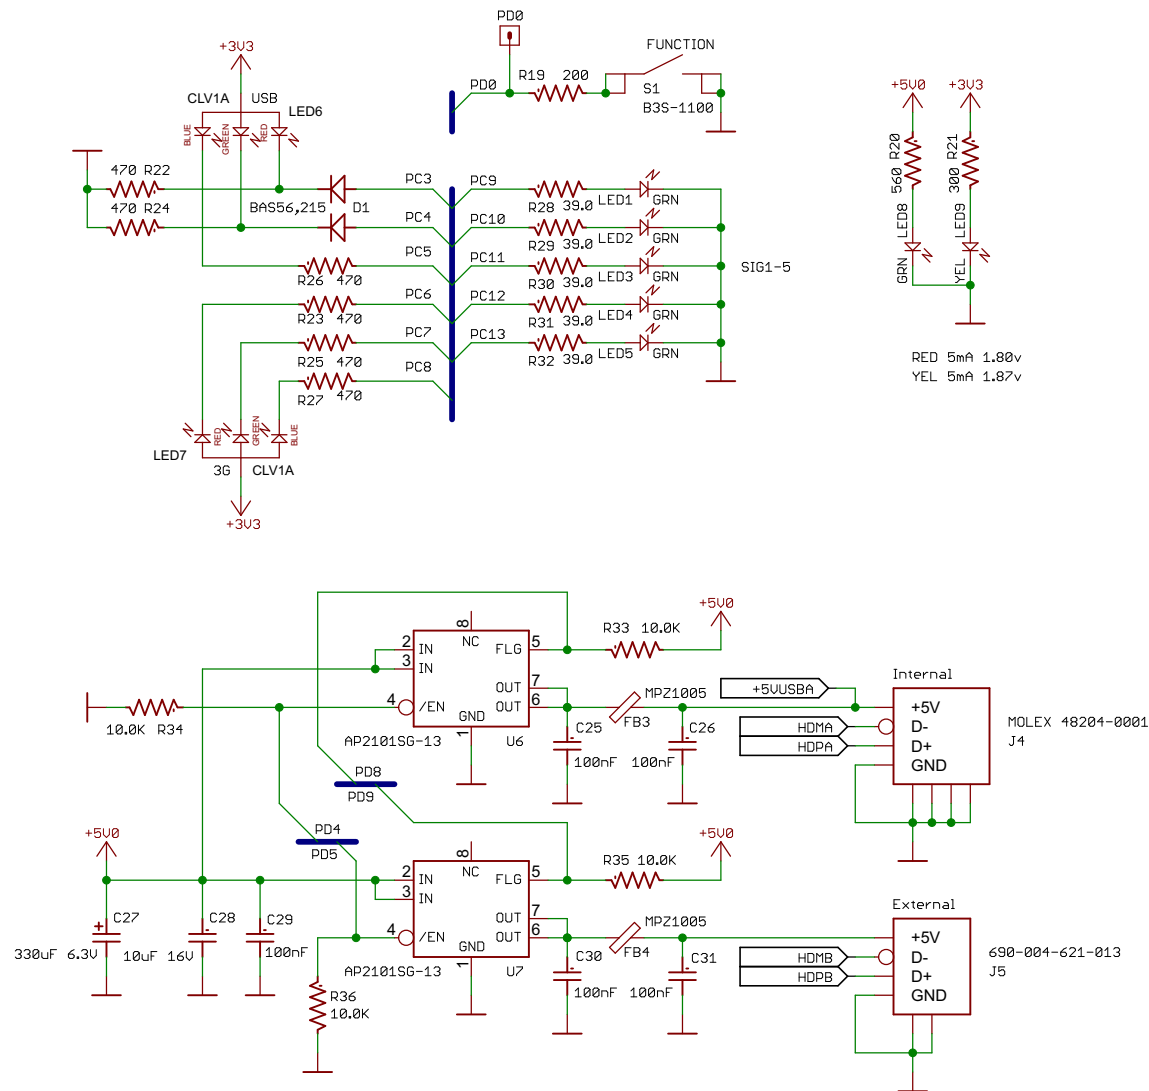 PD0
+3V3
FUNCTION
R19 200
PD0
S1
B3S-1100
CLV1A USB
LED6
BLUE
GREEN
RED
+5V0
+3V3
560 R20
300 R21
LED8
LED9
GRN
YEL
470 R22
470 R24
BAS56,215 D1
PC3
PC4
PC5
PC6
PC7
PC8
PC9
PC10
PC11
PC12
PC13
R28 39.0 LED1 GRN
R29 39.0 LED2 GRN
R30 39.0 LED3 GRN
R31 39.0 LED4 GRN
R32 39.0 LED5 GRN
SIG1-5
R26 470
R23 470
R25 470
R27 470
RED 5mA 1.80v
YEL 5mA 1.87v
RED
GREEN
BLUE
LED7
3G CLV1A
+3V3
+5V0
8
NC
2 IN
3 IN
FLG 5
OUT 7
OUT 6
4 /EN
GND
1
AP2101SG-13 U6
R33 10.0K
10.0K R34
MPZ1005
FB3
C25
100nF
C26
100nF
+5VUSBA
HDMA
HDPA
Internal
+5V
D-
D+
GND
MOLEX 48204-0001
J4
PD8
PD9
PD4
PD5
+5V0
+5V0
8
NC
2 IN
3 IN
FLG 5
OUT 7
OUT 6
4 /EN
GND
1
AP2101SG-13 U7
R35 10.0K
C27
330uF 6.3V
C28
10uF 16V
C29
100nF
R36
10.0K
MPZ1005
FB4
C30
100nF
C31
100nF
HDMB
HDPB
External
+5V
D-
D+
GND
690-004-621-013
J5